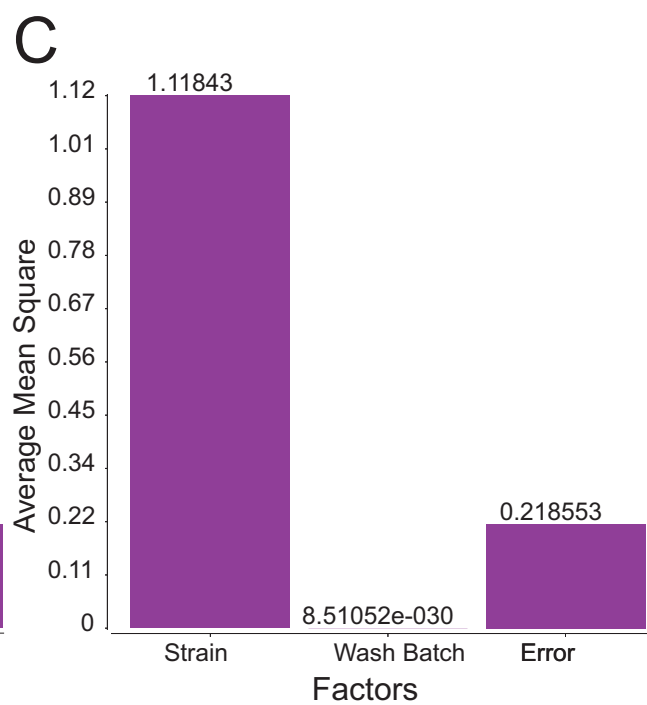 C
1.11843
1.12
1.01
0.89
0.78
0.67
0.56
0.45
0.34
0.22
0.11
0
Average Mean Square
0.218553
8.51052e-030
Strain
Wash Batch
Error
Factors